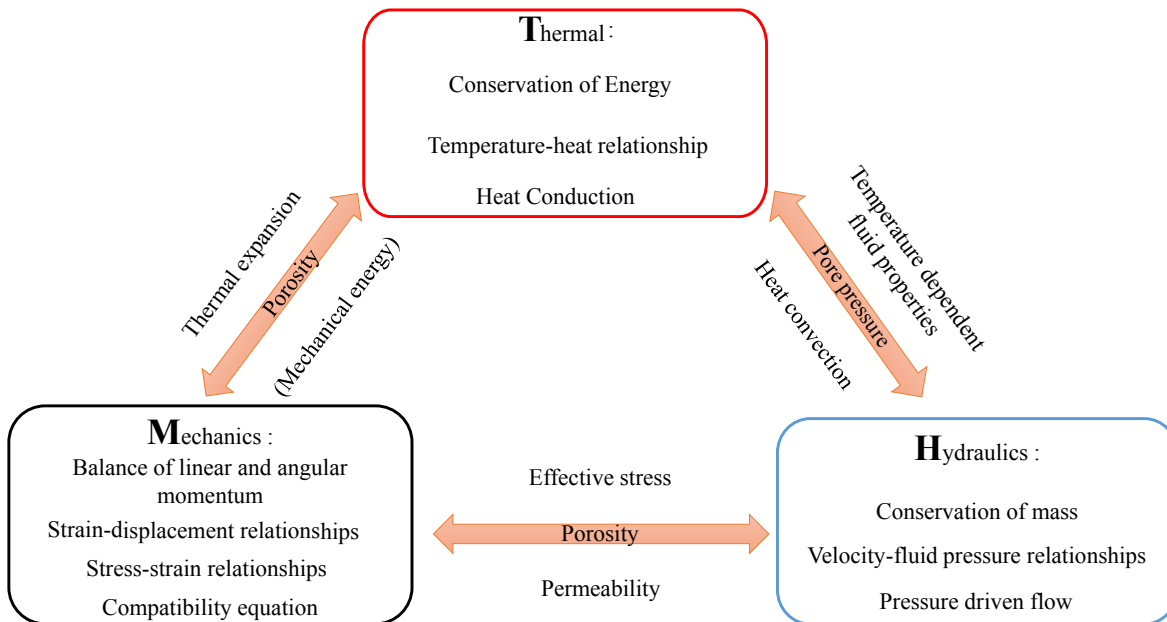 Thermal :
Conservation of Energy
Temperature-heat relationship
Heat Conduction
Thermal expansion
Porosity
(Mechanical energy)
Temperature dependent
fluid properties
Pore pressure
Heat convection
Mechanics :
Balance of linear and angular
momentum
Strain-displacement relationships
Stress-strain relationships
Compatibility equation
Effective stress
Porosity
Permeability
Hydraulics :
Conservation of mass
Velocity-fluid pressure relationships
Pressure driven flow